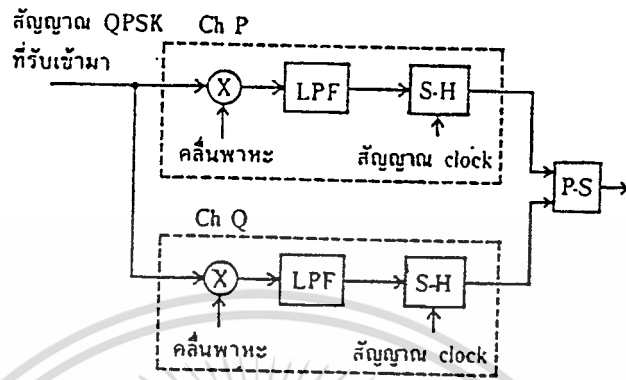 สัญญาณ QPSK Ch P
ที่รับเข้ามา
X LPF S-H
คลื่นพาหะ สัญญาณ clock
P-S
Ch Q
X LPF S-H
คลื่นพาหะ สัญญาณ clock